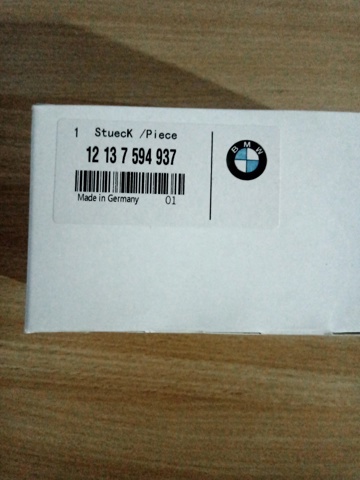 1 StuecK /Piece
12 13 7 594 937
Made in Germany 01
BMW